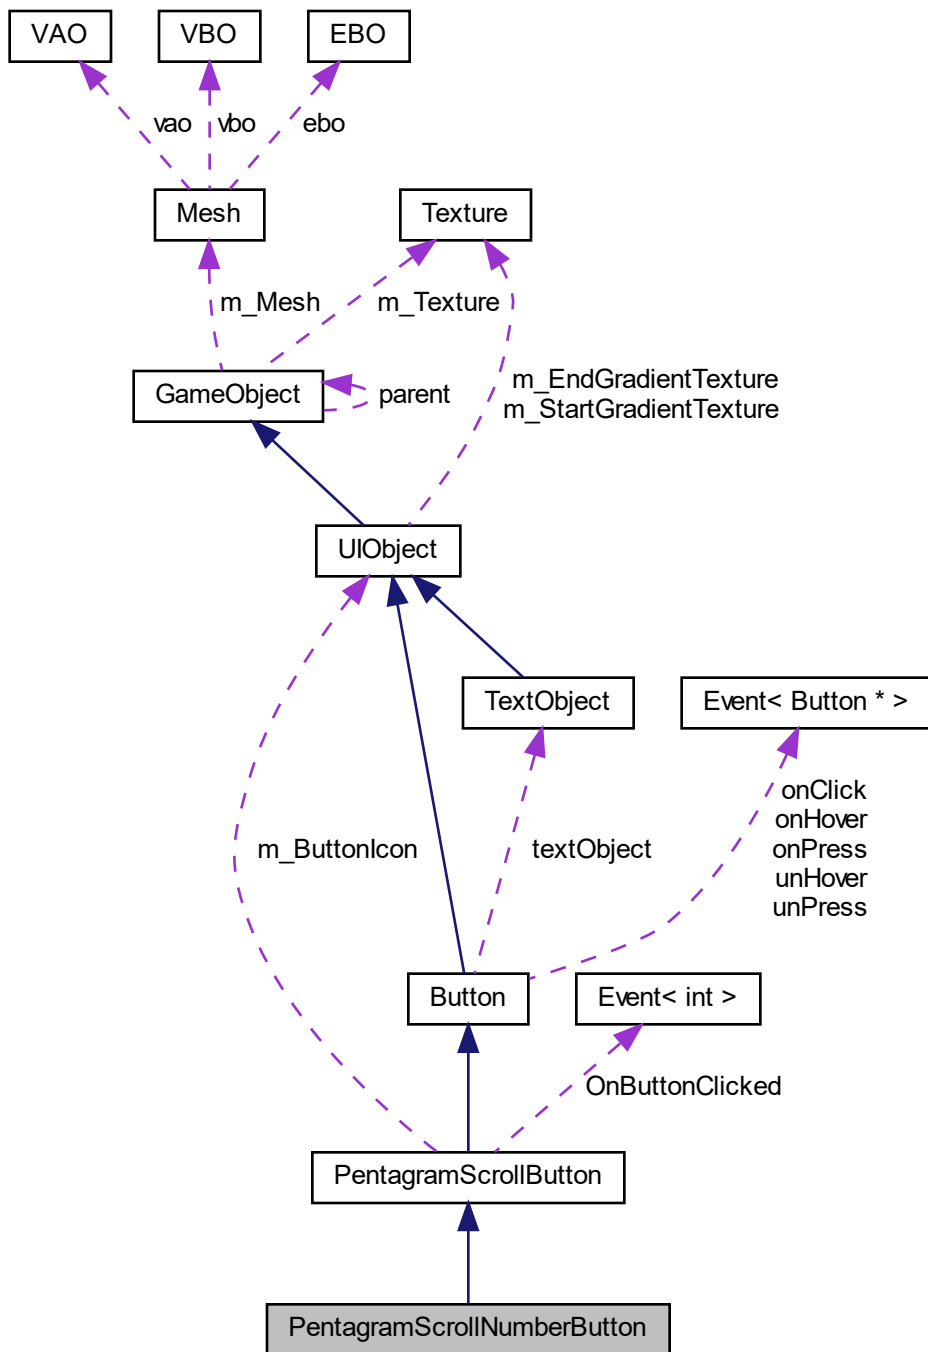 VAO
VBO
EBO
vao
vbo
ebo
Mesh
Texture
m_Mesh
m_Texture
GameObject
parent
m_EndGradientTexture
m_StartGradientTexture
UIObject
TextObject
Event< Button * >
onClick
onHover
onPress
unHover
unPress
m_ButtonIcon
textObject
Button
Event< int >
OnButtonClicked
PentagramScrollButton
PentagramScrollNumberButton